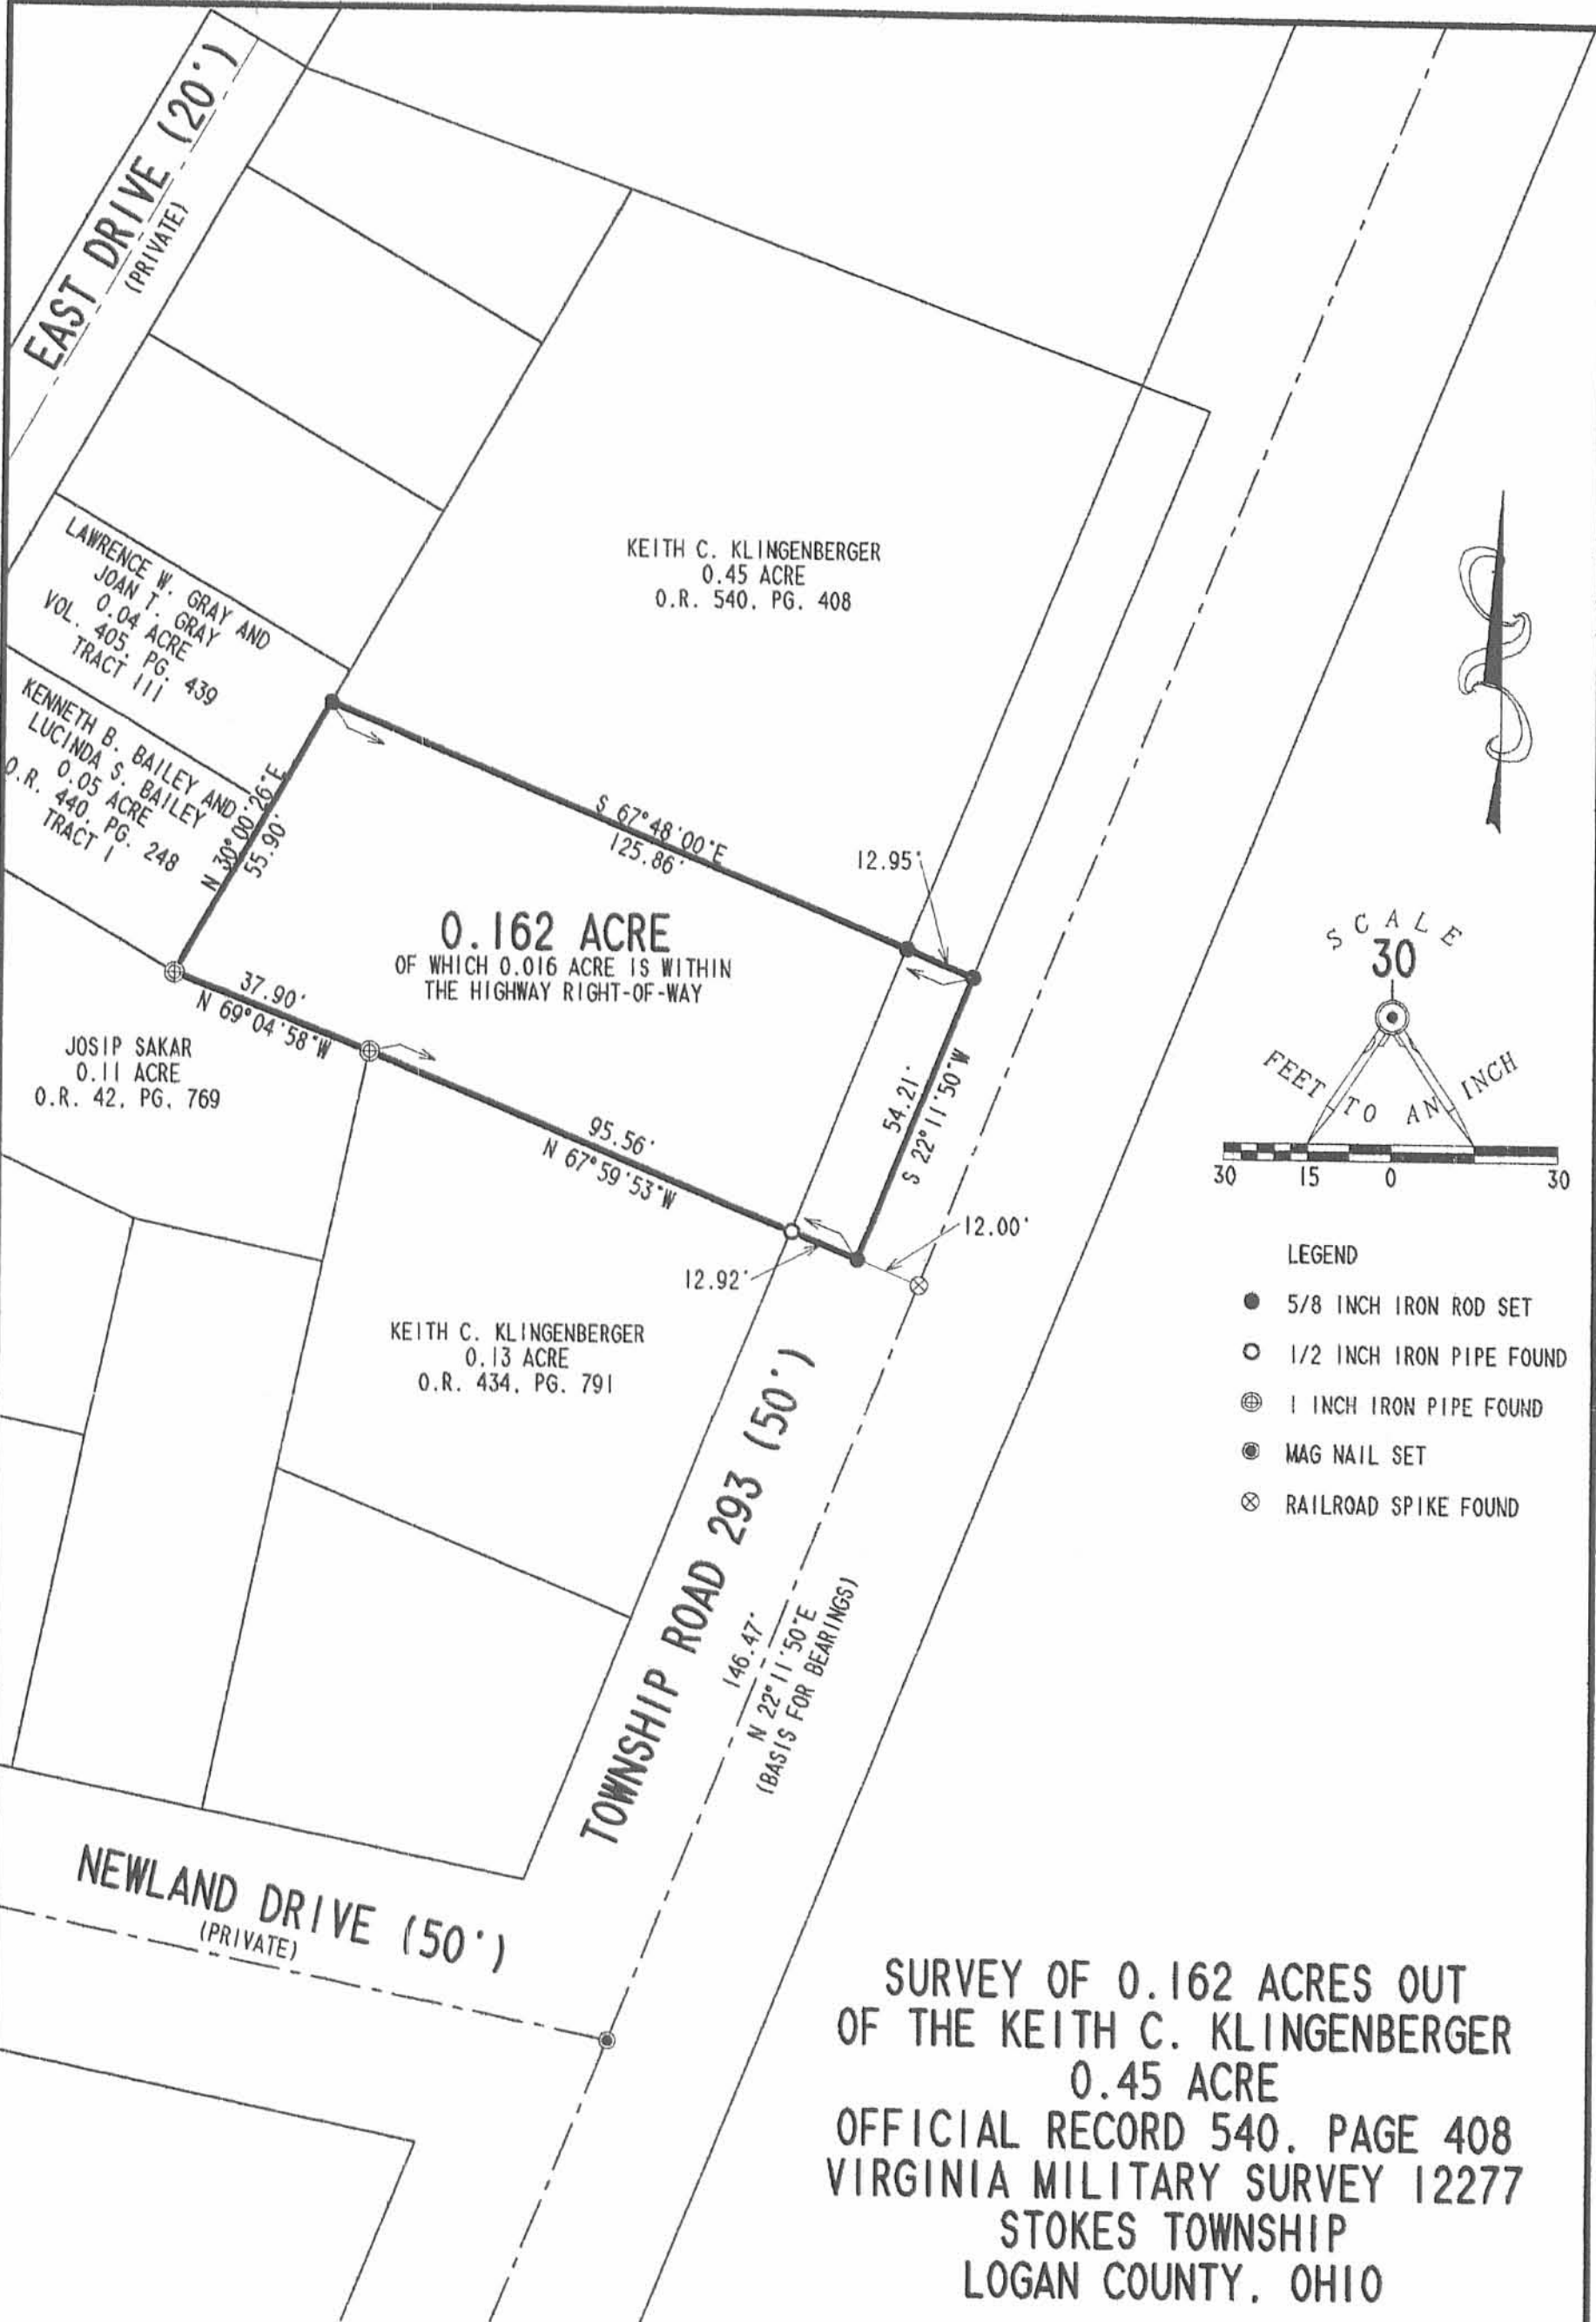 EAST DRIVE (20')
(PRIVATE)
KEITH C. KLINGENBERGER
0.45 ACRE
O.R. 540, PG. 408
LAWRENCE W. GRAY AND
JOAN T. GRAY
0.04 ACRE
VOL. 405, PG. 439
TRACT III
KENNETH B. BAILEY AND
LUCINDA S. BAILEY
0.05 ACRE
O.R. 440, PG. 248
TRACT I
N 30°00'26"E
55.90'
S 67°48'00"E
125.86'
12.95'
0.162 ACRE
OF WHICH 0.016 ACRE IS WITHIN
THE HIGHWAY RIGHT-OF-WAY
37.90'
N 69°04'58"W
JOSIP SAKAR
0.11 ACRE
O.R. 42, PG. 769
95.56'
N 67°59'53"W
54.21'
S 22°11'50"W
12.00'
12.92'
KEITH C. KLINGENBERGER
0.13 ACRE
O.R. 434, PG. 791
SCALE
30
FEET TO AN INCH
30 15 0 30
LEGEND
5/8 INCH IRON ROD SET
1/2 INCH IRON PIPE FOUND
1 INCH IRON PIPE FOUND
MAG NAIL SET
RAILROAD SPIKE FOUND
TOWNSHIP ROAD 293 (50')
146.47'
N 22°11'50"E
(BASIS FOR BEARINGS)
NEWLAND DRIVE (50')
(PRIVATE)
SURVEY OF 0.162 ACRES OUT
OF THE KEITH C. KLINGENBERGER
0.45 ACRE
OFFICIAL RECORD 540, PAGE 408
VIRGINIA MILITARY SURVEY 12277
STOKES TOWNSHIP
LOGAN COUNTY, OHIO